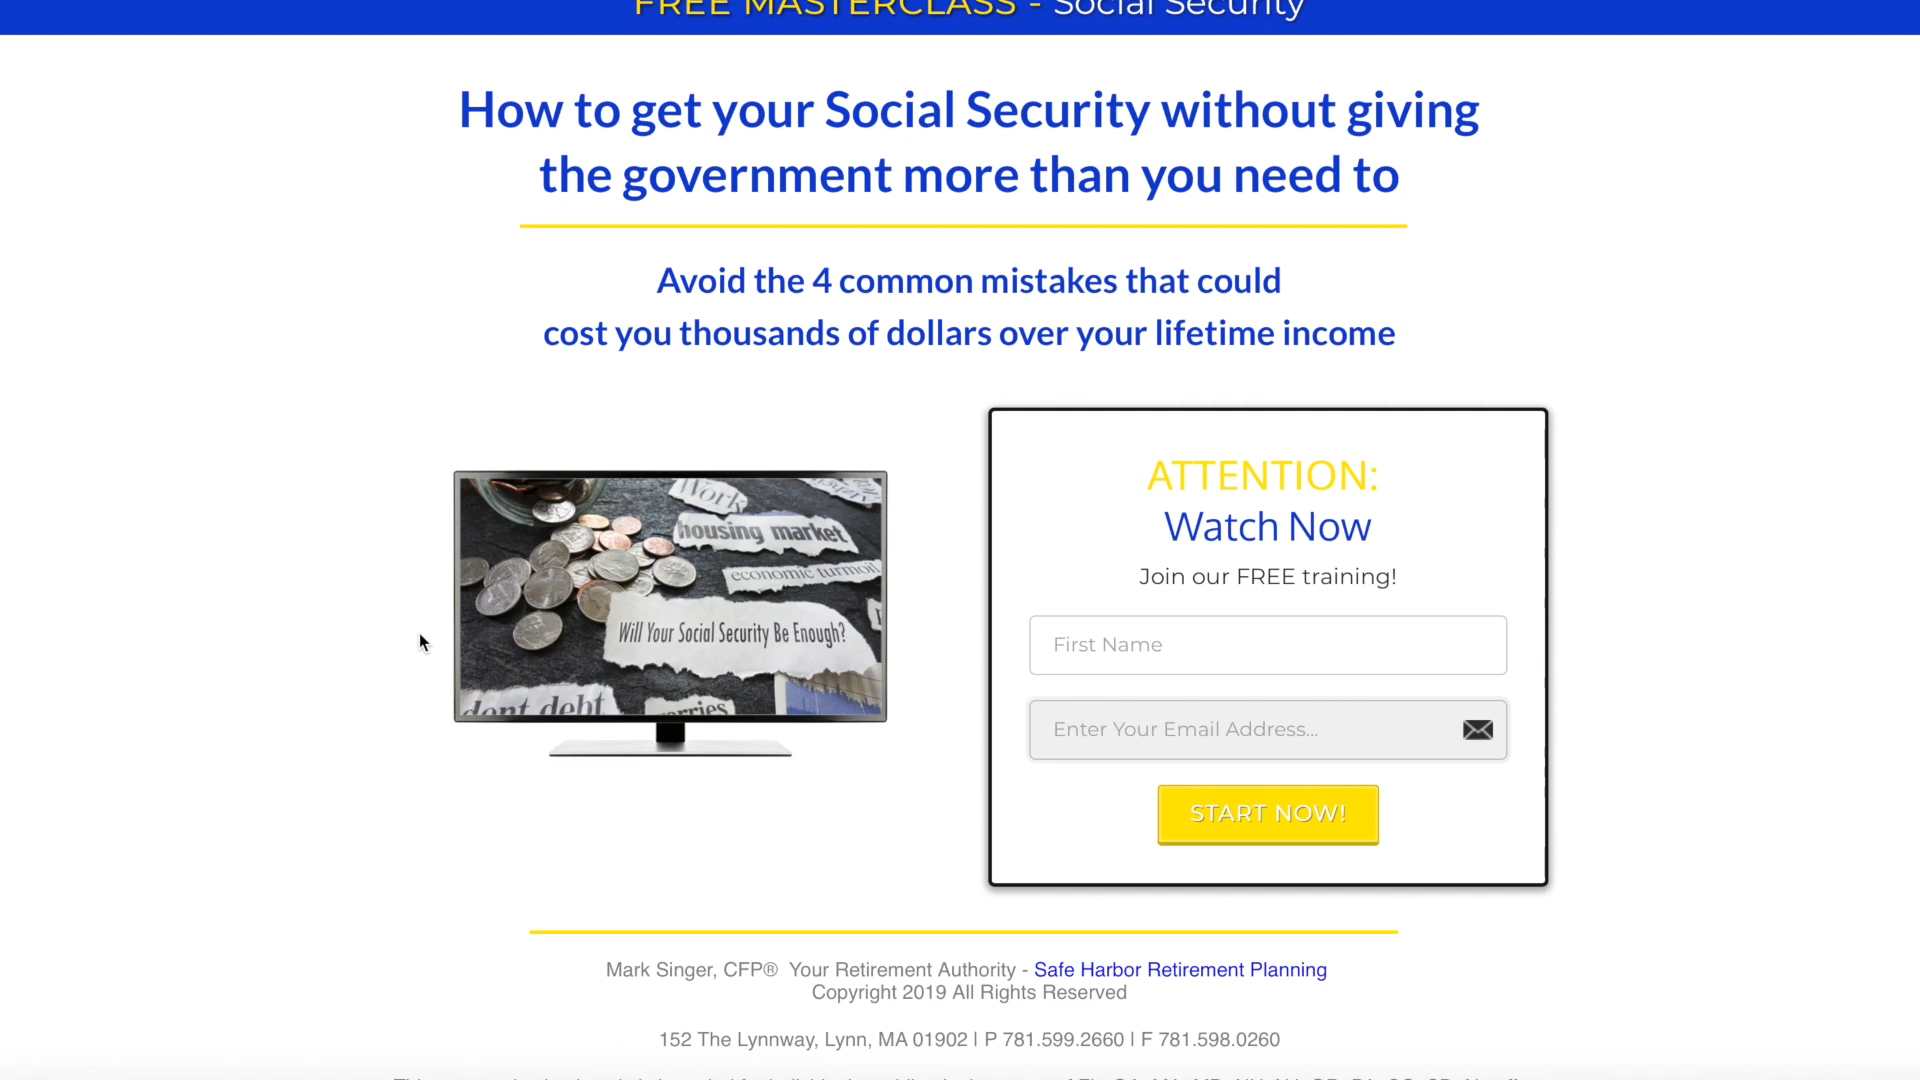 FREE MASTERCLASS - Social Security
How to get your Social Security without giving
the government more than you need to
Avoid the 4 common mistakes that could
cost you thousands of dollars over your lifetime income
Work
housing market
economic turmoil
Will Your Social Security Be Enough?
debt
ATTENTION:
Watch Now
Join our FREE training!
First Name
Enter Your Email Address...
START NOW!
Mark Singer, CFP® Your Retirement Authority - Safe Harbor Retirement Planning
Copyright 2019 All Rights Reserved
152 The Lynnway, Lynn, MA 01902 | P 781.599.2660 | F 781.598.0260